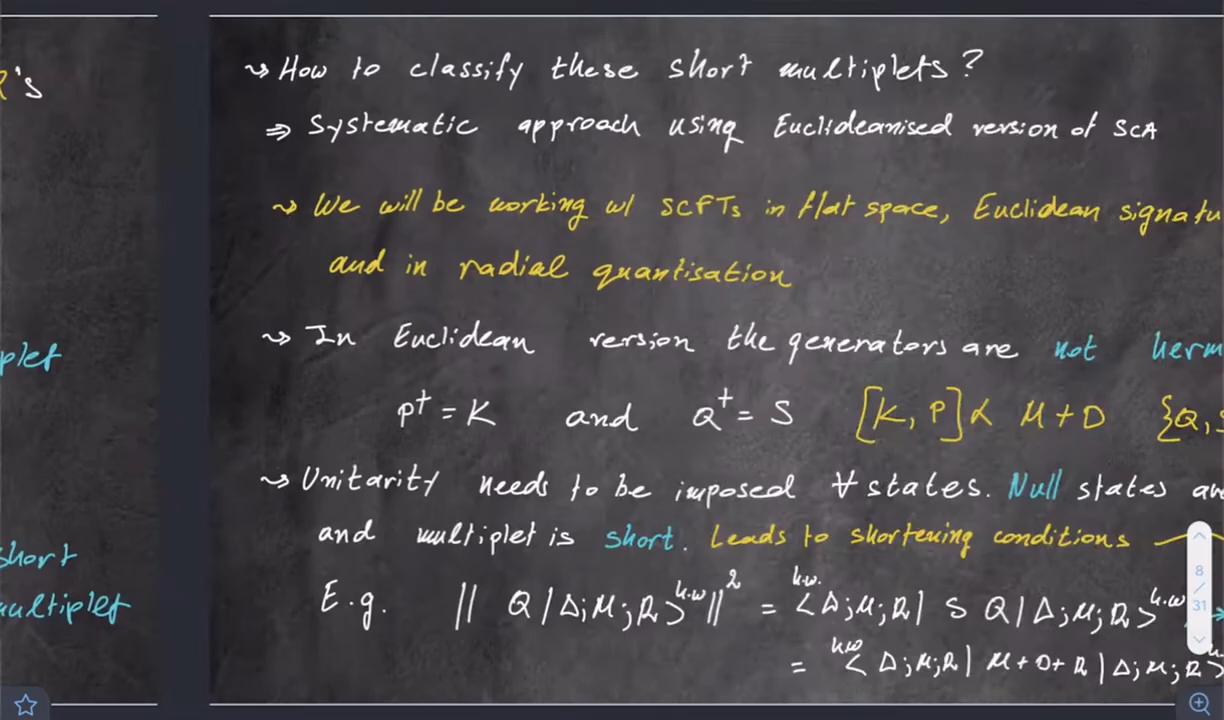 R's
plet
short
multiplet
~> How to classify these short multiplets?
⇒ Systematic approach using Euclideanised version of SCA
~> We will be working w/ SCFTs in flat space, Euclidean signatu
and in radial quantisation
~> In Euclidean version the generators are not herm
P† = K and Q† = S [K, P] ∝ M + D {Q, S
~> Unitarity needs to be imposed ∀ states. Null states
and multiplet is short. Leads to shortening conditions
E.g. || Q |Δ;M;R>^{h.w} ||² = ^{h.w.}<Δ;M;R| S Q |Δ;M;R>^{h.w}
= ^{h.w}<Δ;M;R| M+D+R |Δ;M;R>
8
/
31